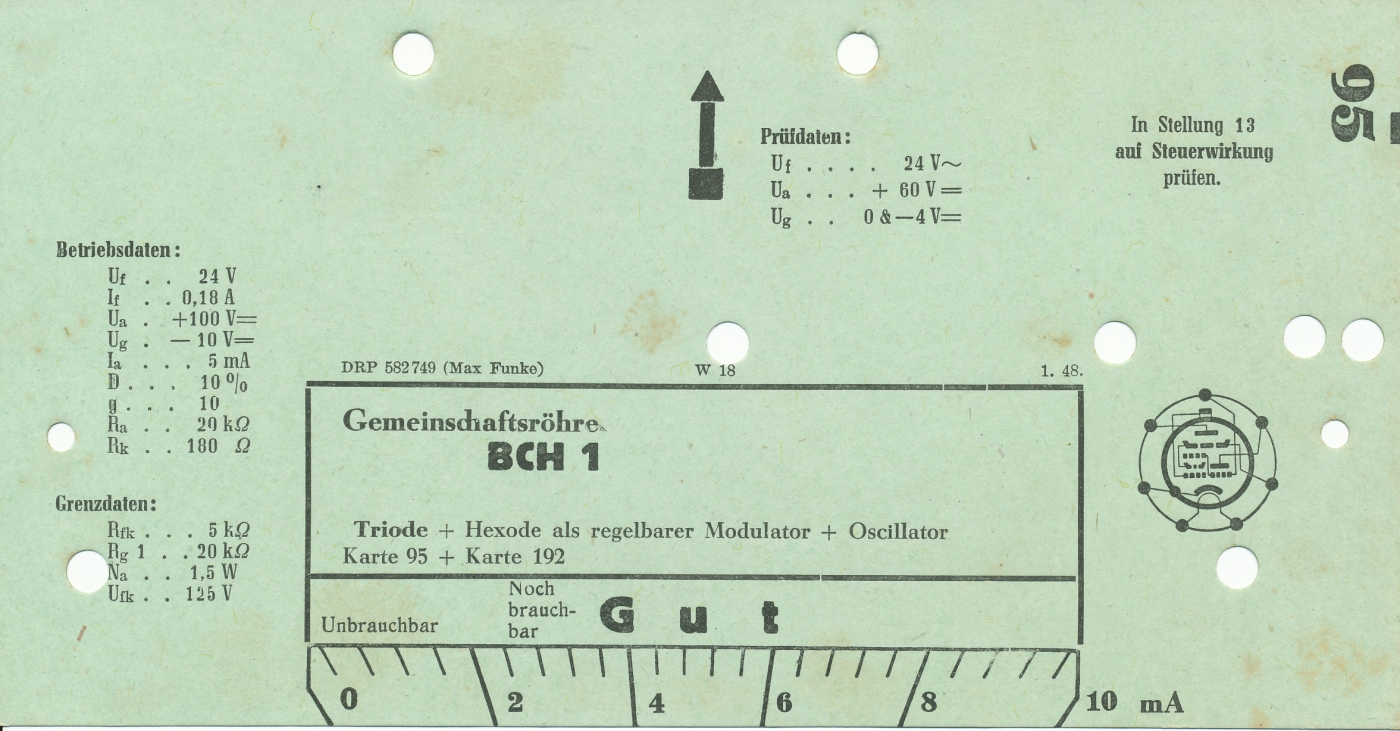 95
In Stellung 13
auf Steuerwirkung
prüfen.
Prüfdaten:
Uf . . . . 24 V~
Ua . . . + 60 V=
Ug . . 0 & —4 V=
Betriebsdaten:
Uf . . 24 V
If . . 0,18 A
Ua . +100 V=
Ug . — 10 V=
Ia . . . 5 mA
D . . . 10 %
g . . . . 10
Ra . . 20 kΩ
Rk . . 180 Ω
Grenzdaten:
Rfk . . . 5 kΩ
Rg 1 . . 20 kΩ
Na . . 1,5 W
Ufk . . 125 V
DRP 582749 (Max Funke) W 18 1. 48.
Gemeinschaftsröhre
BCH 1
Triode + Hexode als regelbarer Modulator + Oscillator
Karte 95 + Karte 192
Unbrauchbar
Noch
brauch-
bar
Gut
0 2 4 6 8 10 mA